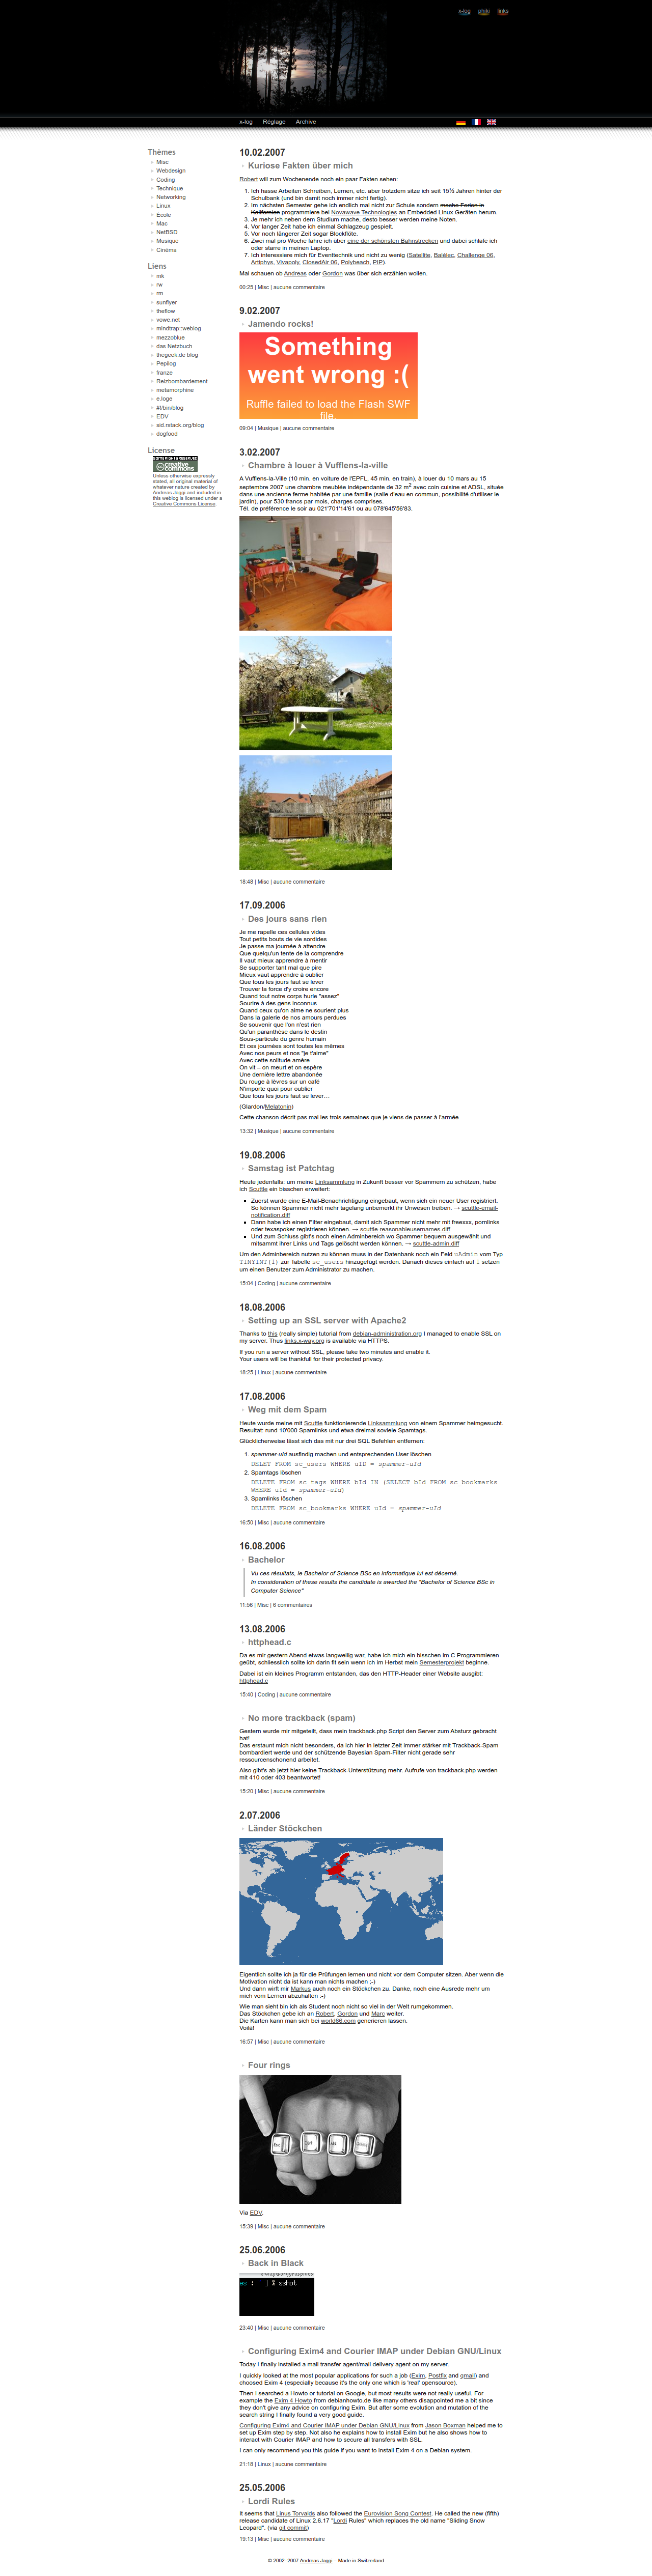 x-log phiki links
x-log Réglage Archive
Thèmes
Misc
Webdesign
Coding
Technique
Networking
Linux
École
Mac
NetBSD
Musique
Cinéma
Liens
mk
rw
rm
sunflyer
theflow
vowe.net
mindtrap::weblog
mezzoblue
das Netzbuch
thegeek.de blog
Pepilog
franze
Reizbombardement
metamorphine
e.loge
#!/bin/blog
EDV
sid.rstack.org/blog
dogfood
License
SOME RIGHTS RESERVED
creative commons
Unless otherwise expressly
stated, all original material of
whatever nature created by
Andreas Jaggi and included in
this weblog is licensed under a
Creative Commons License.
10.02.2007
Kuriose Fakten über mich
Robert will zum Wochenende noch ein paar Fakten sehen:
1. Ich hasse Arbeiten Schreiben, Lernen, etc. aber trotzdem sitze ich seit 15½ Jahren hinter der
Schulbank (und bin damit noch immer nicht fertig).
2. Im nächsten Semester gehe ich endlich mal nicht zur Schule sondern mache Ferien in
Kalifornien programmiere bei Novawave Technologies an Embedded Linux Geräten herum.
3. Je mehr ich neben dem Studium mache, desto besser werden meine Noten.
4. Vor langer Zeit habe ich einmal Schlagzeug gespielt.
5. Vor noch längerer Zeit sogar Blockflöte.
6. Zwei mal pro Woche fahre ich über eine der schönsten Bahnstrecken und dabei schlafe ich
oder starre in meinen Laptop.
7. Ich interessiere mich für Eventtechnik und nicht zu wenig (Satellite, Balélec, Challenge 06,
Artiphys, Vivapoly, ClosedAir 06, Polybeach, PIP).
Mal schauen ob Andreas oder Gordon was über sich erzählen wollen.
00:25 | Misc | aucune commentaire
9.02.2007
Jamendo rocks!
Something
went wrong :(
Ruffle failed to load the Flash SWF
file.
09:04 | Musique | aucune commentaire
3.02.2007
Chambre à louer à Vufflens-la-ville
A Vufflens-la-Ville (10 min. en voiture de l'EPFL, 45 min. en train), à louer du 10 mars au 15
septembre 2007 une chambre meublée indépendante de 32 m² avec coin cuisine et ADSL, située
dans une ancienne ferme habitée par une famille (salle d'eau en commun, possibilité d'utiliser le
jardin), pour 530 francs par mois, charges comprises.
Tél. de préférence le soir au 021'701'14'61 ou au 078'645'56'83.
18:48 | Misc | aucune commentaire
17.09.2006
Des jours sans rien
Je me rapelle ces cellules vides
Tout petits bouts de vie sordides
Je passe ma journée à attendre
Que quelqu'un tente de la comprendre
Il vaut mieux apprendre à mentir
Se supporter tant mal que pire
Mieux vaut apprendre à oublier
Que tous les jours faut se lever
Trouver la force d'y croire encore
Quand tout notre corps hurle "assez"
Sourire à des gens inconnus
Quand ceux qu'on aime ne sourient plus
Dans la galerie de nos amours perdues
Se souvenir que l'on n'est rien
Qu'un paranthèse dans le destin
Sous-particule du genre humain
Et ces journées sont toutes les mêmes
Avec nos peurs et nos "je t'aime"
Avec cette solitude amère
On vit – on meurt et on espère
Une dernière lettre abandonée
Du rouge à lèvres sur un café
N'importe quoi pour oublier
Que tous les jours faut se lever…
(Glardon/Melatonin)
Cette chanson décrit pas mal les trois semaines que je viens de passer à l'armée
13:32 | Musique | aucune commentaire
19.08.2006
Samstag ist Patchtag
Heute jedenfalls: um meine Linksammlung in Zukunft besser vor Spammern zu schützen, habe
ich Scuttle ein bisschen erweitert:
Zuerst wurde eine E-Mail-Benachrichtigung eingebaut, wenn sich ein neuer User registriert.
So können Spammer nicht mehr tagelang unbemerkt ihr Unwesen treiben. → scuttle-email-
notification.diff
Dann habe ich einen Filter eingebaut, damit sich Spammer nicht mehr mit freexxx, pornlinks
oder texaspoker registrieren können. → scuttle-reasonableusernames.diff
Und zum Schluss gib's noch einen Adminbereich wo Spammer bequem ausgewählt und
mitsammt ihrer Links und Tags gelöscht werden können. → scuttle-admin.diff
Um den Adminbereich nutzen zu können muss in der Datenbank noch ein Feld uAdmin vom Typ
TINYINT(1) zur Tabelle sc_users hinzugefügt werden. Danach dieses einfach auf 1 setzen
um einen Benutzer zum Administrator zu machen.
15:04 | Coding | aucune commentaire
18.08.2006
Setting up an SSL server with Apache2
Thanks to this (really simple) tutorial from debian-administration.org I managed to enable SSL on
my server. Thus links.x-way.org is available via HTTPS.
If you run a server without SSL, please take two minutes and enable it.
Your users will be thankfull for their protected privacy.
18:25 | Linux | aucune commentaire
17.08.2006
Weg mit dem Spam
Heute wurde meine mit Scuttle funktionierende Linksammlung von einem Spammer heimgesucht.
Resultat: rund 10'000 Spamlinks und etwa dreimal soviele Spamtags.
Glücklicherweise lässt sich das mit nur drei SQL Befehlen entfernen:
1. spammer-uId ausfindig machen und entsprechenden User löschen
DELET FROM sc_users WHERE uID = spammer-uId
2. Spamtags löschen
DELETE FROM sc_tags WHERE bId IN (SELECT bId FROM sc_bookmarks
WHERE uId = spammer-uId)
3. Spamlinks löschen
DELETE FROM sc_bookmarks WHERE uId = spammer-uId
16:50 | Misc | aucune commentaire
16.08.2006
Bachelor
Vu ces résultats, le Bachelor of Science BSc en informatique lui est décerné.
In consideration of these results the candidate is awarded the "Bachelor of Science BSc in
Computer Science"
11:56 | Misc | 6 commentaires
13.08.2006
httphead.c
Da es mir gestern Abend etwas langweilig war, habe ich mich ein bisschen im C Programmieren
geübt, schliesslich sollte ich darin fit sein wenn ich im Herbst mein Semesterprojekt beginne.
Dabei ist ein kleines Programm entstanden, das den HTTP-Header einer Website ausgibt:
httphead.c
15:40 | Coding | aucune commentaire
No more trackback (spam)
Gestern wurde mir mitgeteilt, dass mein trackback.php Script den Server zum Absturz gebracht
hat!
Das erstaunt mich nicht besonders, da ich hier in letzter Zeit immer stärker mit Trackback-Spam
bombardiert werde und der schützende Bayesian Spam-Filter nicht gerade sehr
ressourcenschonend arbeitet.
Also gibt's ab jetzt hier keine Trackback-Unterstützung mehr. Aufrufe von trackback.php werden
mit 410 oder 403 beantwortet!
15:20 | Misc | aucune commentaire
2.07.2006
Länder Stöckchen
Eigentlich sollte ich ja für die Prüfungen lernen und nicht vor dem Computer sitzen. Aber wenn die
Motivation nicht da ist kann man nichts machen ;-)
Und dann wirft mir Markus auch noch ein Stöckchen zu. Danke, noch eine Ausrede mehr um
mich vom Lernen abzuhalten :-)
Wie man sieht bin ich als Student noch nicht so viel in der Welt rumgekommen.
Das Stöckchen gebe ich an Robert, Gordon und Marc weiter.
Die Karten kann man sich bei world66.com generieren lassen.
Voilà!
16:57 | Misc | aucune commentaire
Four rings
Via EDV.
15:39 | Misc | aucune commentaire
25.06.2006
Back in Black
% sshot
23:40 | Misc | aucune commentaire
Configuring Exim4 and Courier IMAP under Debian GNU/Linux
Today I finally installed a mail transfer agent/mail delivery agent on my server.
I quickly looked at the most popular applications for such a job (Exim, Postfix and qmail) and
choosed Exim 4 (especially because it's the only one which is 'real' opensource).
Then I searched a Howto or tutorial on Google, but most results were not really useful. For
example the Exim 4 Howto from debianhowto.de like many others disappointed me a bit since
they don't give any advice on configuring Exim. But after some evolution and mutation of the
search string I finally found a very good guide.
Configuring Exim4 and Courier IMAP under Debian GNU/Linux from Jason Boxman helped me to
set up Exim step by step. Not also he explains how to install Exim but he also shows how to
interact with Courier IMAP and how to secure all transfers with SSL.
I can only recommend you this guide if you want to install Exim 4 on a Debian system.
21:18 | Linux | aucune commentaire
25.05.2006
Lordi Rules
It seems that Linus Torvalds also followed the Eurovision Song Contest. He called the new (fifth)
release candidate of Linux 2.6.17 "Lordi Rules" which replaces the old name "Sliding Snow
Leopard". (via git commit)
19:13 | Misc | aucune commentaire
© 2002–2007 Andreas Jaggi – Made in Switzerland